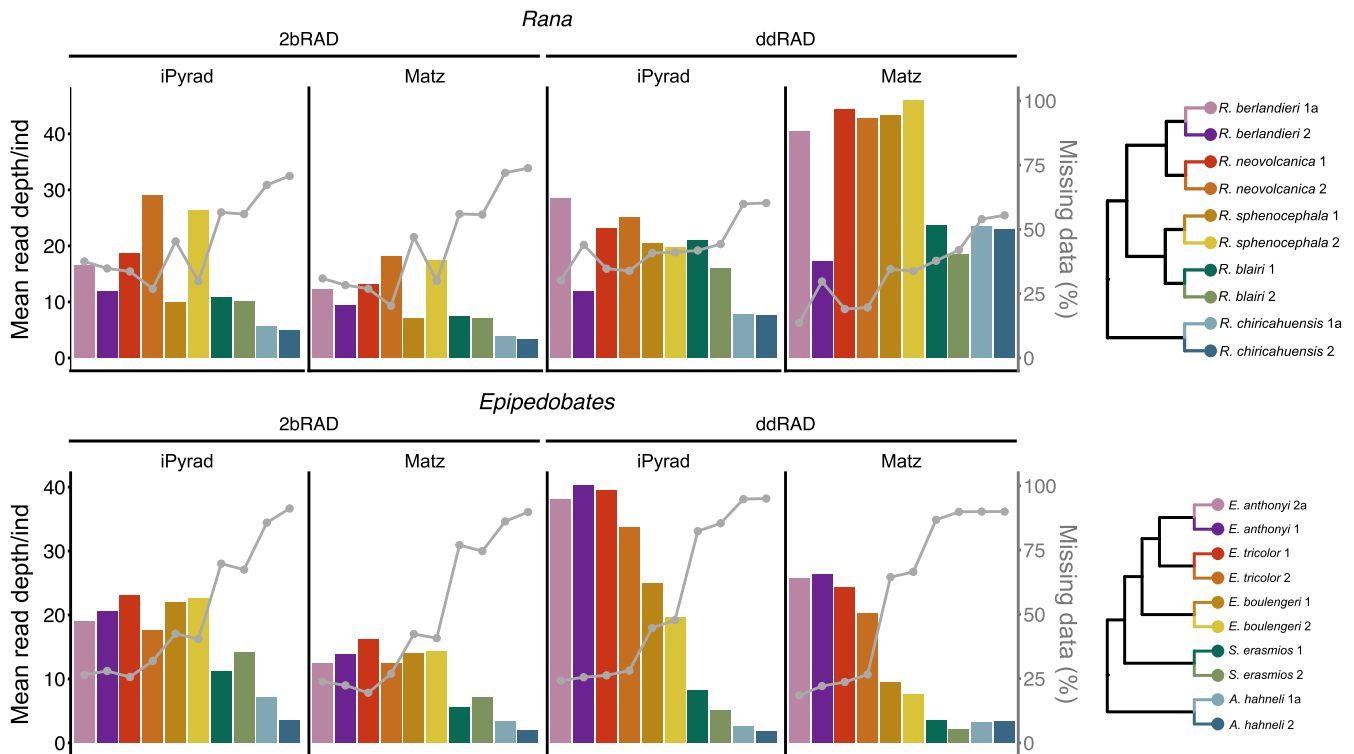 Rana
2bRAD
ddRAD
iPyrad
Matz
iPyrad
Matz
Mean read depth/ind
40
30
20
10
0
100
75
50
25
0
Missing data (%)
R. berlandieri 1a
R. berlandieri 2
R. neovolcanica 1
R. neovolcanica 2
R. sphenocephala 1
R. sphenocephala 2
R. blairi 1
R. blairi 2
R. chiricahuensis 1a
R. chiricahuensis 2
Epipedobates
2bRAD
ddRAD
iPyrad
Matz
iPyrad
Matz
Mean read depth/ind
40
30
20
10
0
100
75
50
25
0
Missing data (%)
E. anthonyi 2a
E. anthonyi 1
E. tricolor 1
E. tricolor 2
E. boulengeri 1
E. boulengeri 2
S. erasmios 1
S. erasmios 2
A. hahneli 1a
A. hahneli 2